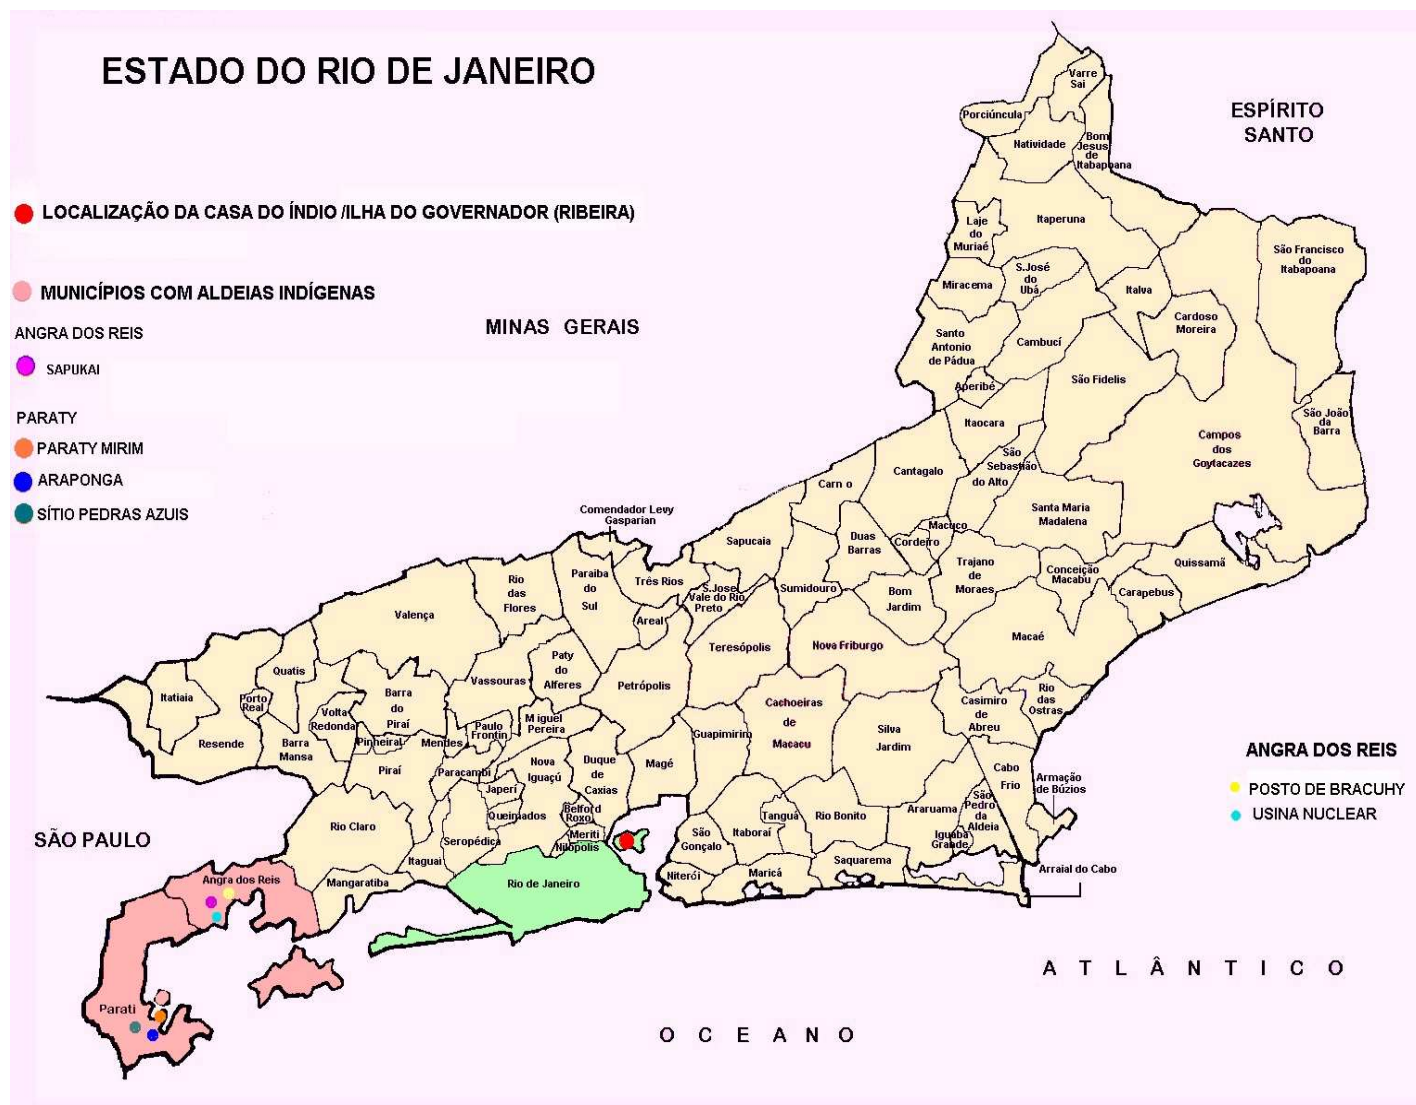 ESTADO DO RIO DE JANEIRO
ESPÍRITO
SANTO
LOCALIZAÇÃO DA CASA DO ÍNDIO /ILHA DO GOVERNADOR (RIBEIRA)
MUNICÍPIOS COM ALDEIAS INDÍGENAS
ANGRA DOS REIS
SAPUKAI
PARATY
PARATY MIRIM
ARAPONGA
SÍTIO PEDRAS AZUIS
MINAS GERAIS
SÃO PAULO
Varre
Sai
Porciúncula
Natividade
Bom
Jesus
de
Itabapoana
Laje
do
Muriaé
Itaperuna
São Francisco
do
Itabapoana
Miracema
S.José
do
Ubá
Italva
Cardoso
Moreira
Santo
Antonio
de Pádua
Cambucí
Aperibé
São Fidelis
São João
da
Barra
Itaocara
Campos
dos
Goytacazes
São
Sebastião
do Alto
Cantagalo
Carn o
Santa Maria
Madalena
Comendador Levy
Gasparian
Macuco
Cordeiro
Duas
Barras
Sapucaia
Trajano
de
Moraes
Conceição
Macabu
Quissamã
Carapebus
Rio
das
Flores
Paraiba
do
Sul
Três Rios
S.Jose
Vale do Rio
Preto
Sumidouro
Bom
Jardim
Valença
Areal
Macaé
Teresópolis
Nova Friburgo
Quatis
Paty
do
Alferes
Vassouras
Petrópolis
Itatiaia
Porto
Real
Volta
Redonda
Barra
do
Piraí
Cachoeiras
de
Macacu
Casimiro
de
Abreu
Rio
das
Ostras
Resende
Barra
Mansa
Pinheiral
Mendes
Paulo
Frontin
Miguel
Pereira
Guapimirim
Silva
Jardim
Piraí
Paracambi
Nova
Iguaçú
Duque
de
Caxias
Magé
Cabo
Frio
Armação
de Búzios
Japerí
Queimados
Belford
Roxo
Meriti
Nilópolis
Rio Claro
Seropédica
Itaguai
São
Gonçalo
Itaboraí
Tanguá
Rio Bonito
Araruama
São
Pedro
da
Aldeia
Iguaba
Grande
Angra dos Reis
Mangaratiba
Rio de Janeiro
Niterói
Maricá
Saquarema
Arraial do Cabo
Parati
ANGRA DOS REIS
POSTO DE BRACUHY
USINA NUCLEAR
OCEANO
ATLÂNTICO